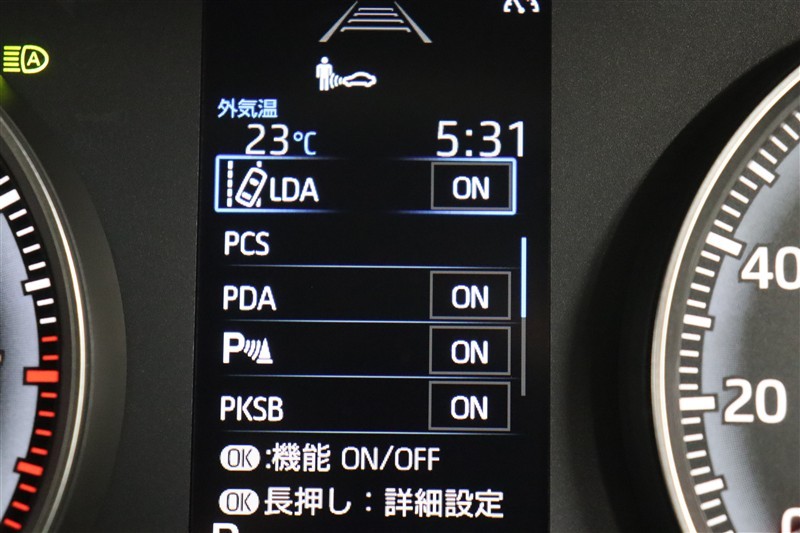 A
外気温
23℃ 5:31
LDA ON
PCS
PDA ON
P ON
PKSB ON
OK:機能 ON/OFF
OK長押し：詳細設定
40
20